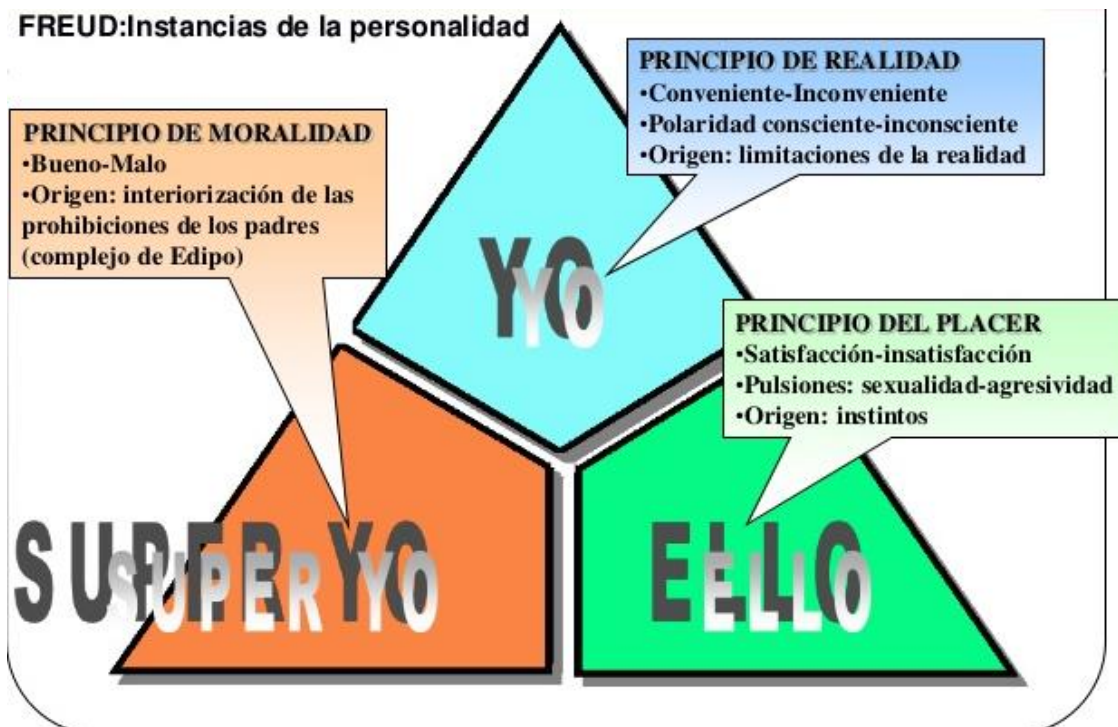 FREUD:Instancias de la personalidad
PRINCIPIO DE REALIDAD
•Conveniente-Inconveniente
•Polaridad consciente-inconsciente
•Origen: limitaciones de la realidad
PRINCIPIO DE MORALIDAD
•Bueno-Malo
•Origen: interiorización de las
prohibiciones de los padres
(complejo de Edipo)
YO
PRINCIPIO DEL PLACER
•Satisfacción-insatisfacción
•Pulsiones: sexualidad-agresividad
•Origen: instintos
SUPER YO
ELLO